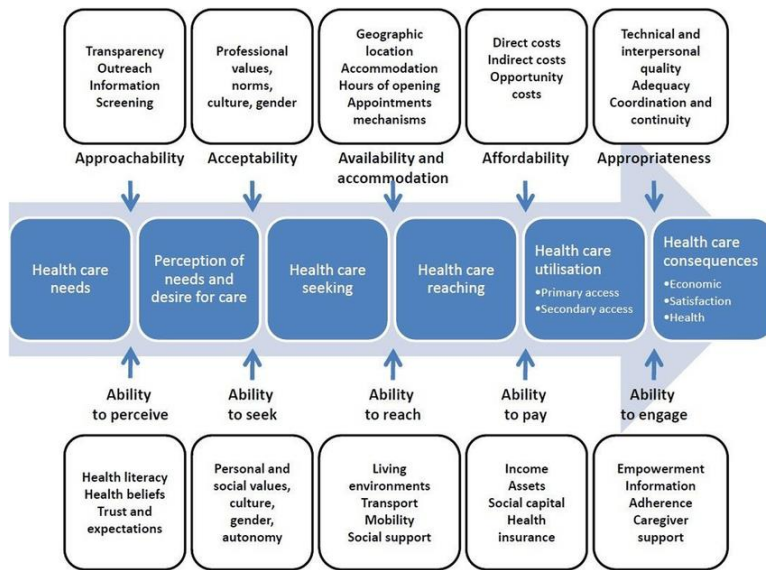 Transparency
Outreach
Information
Screening
Professional
values,
norms,
culture, gender
Geographic
location
Accommodation
Hours of opening
Appointments
mechanisms
Direct costs
Indirect costs
Opportunity
costs
Technical and
interpersonal
quality
Adequacy
Coordination and
continuity
Approachability
Acceptability
Availability and
accommodation
Affordability
Appropriateness
Health care
needs
Perception of
needs and
desire for care
Health care
seeking
Health care
reaching
Health care
utilisation
•Primary access
•Secondary access
Health care
consequences
•Economic
•Satisfaction
•Health
Ability
to perceive
Ability
to seek
Ability
to reach
Ability
to pay
Ability
to engage
Health literacy
Health beliefs
Trust and
expectations
Personal and
social values,
culture,
gender,
autonomy
Living
environments
Transport
Mobility
Social support
Income
Assets
Social capital
Health
insurance
Empowerment
Information
Adherence
Caregiver
support